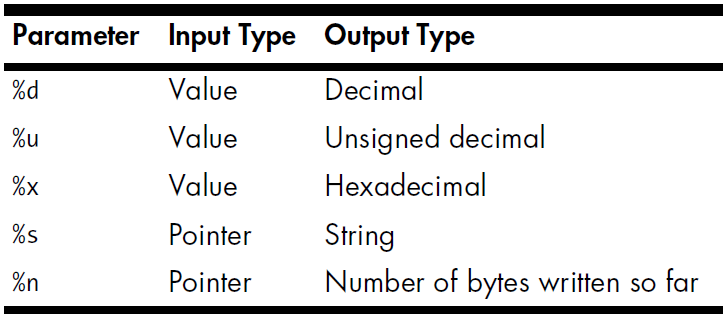 Parameter Input Type Output Type
%d Value Decimal
%u Value Unsigned decimal
%x Value Hexadecimal
%s Pointer String
%n Pointer Number of bytes written so far